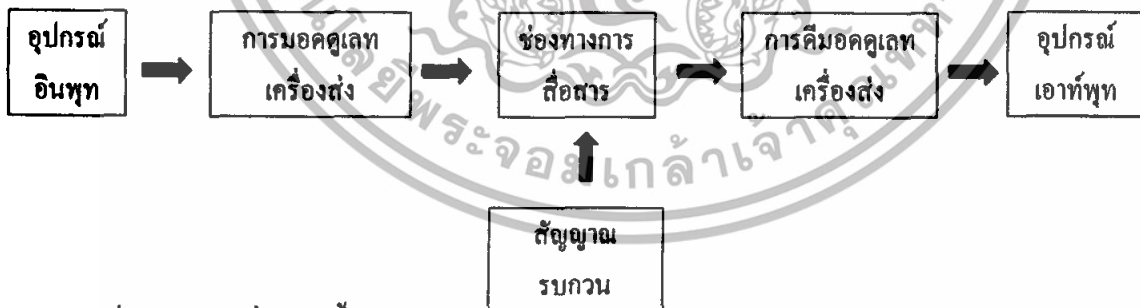 อุปกรณ์
อินพุท
การมอดดูเลท
เครื่องส่ง
ช่องทางการ
สื่อสาร
การดีมอดดูเลท
เครื่องส่ง
อุปกรณ์
เอาท์พุท
สัญญาณ
รบกวน